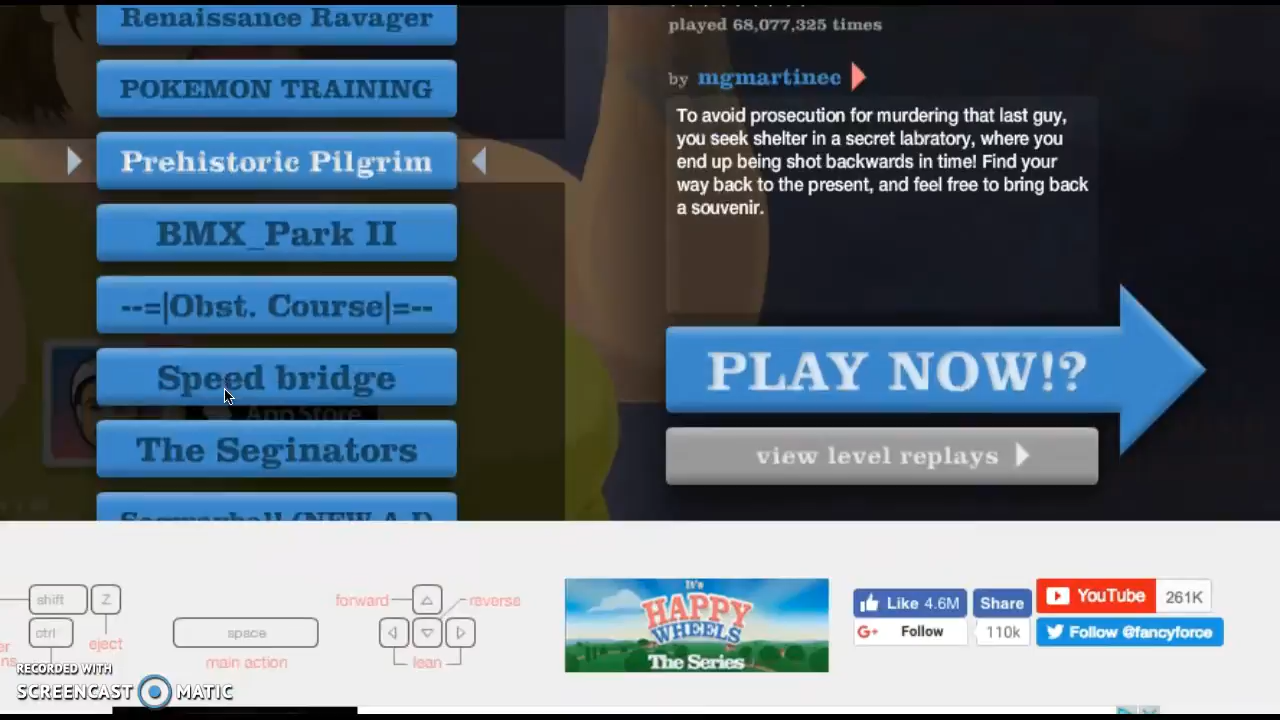 Renaissance Ravager
POKEMON TRAINING
Prehistoric Pilgrim
BMX_Park II
--=|Obst. Course|=--
Speed bridge
App Store
The Seginators
played 68,077,325 times
by mgmartinee
To avoid prosecution for murdering that last guy,
you seek shelter in a secret labratory, where you
end up being shot backwards in time! Find your
way back to the present, and feel free to bring back
a souvenir.
PLAY NOW!?
view level replays
shift
Z
ctrl
eject
space
main action
forward
reverse
lean
It's
HAPPY
WHEELS
The Series
Like 4.6M
Share
G+ Follow
110k
YouTube
261K
Follow @fancyforce
RECORDED WITH
SCREENCAST MATIC